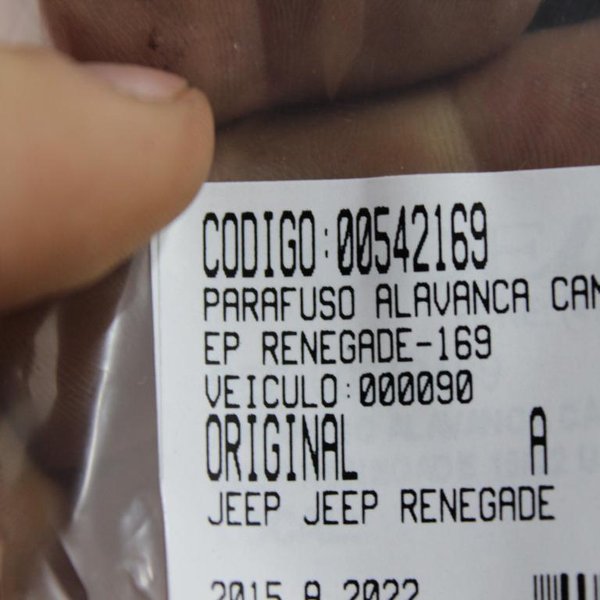 CODIGO:00542169
PARAFUSO ALAVANCA CAM
EP RENEGADE-169
VEICULO:000090
ORIGINAL A
JEEP JEEP RENEGADE
2015 A 2022